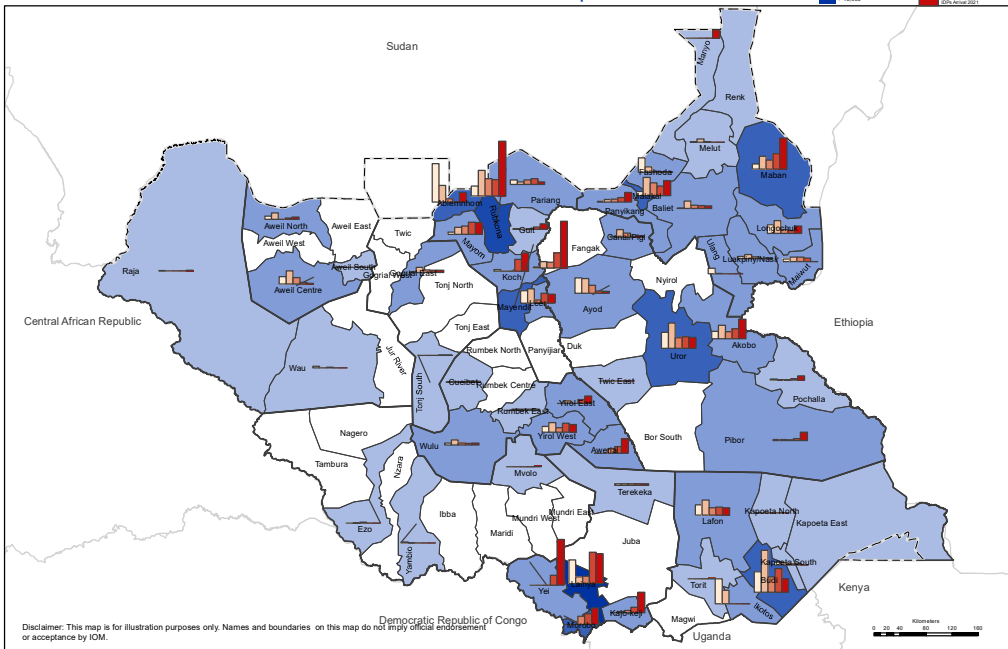 IDPs Arrival 2021
Sudan
Manyo
Renk
Melut
Maban
Fashoda
Malakal
Abiemnhom
Rubkona
Pariang
Panyikang
Baliet
Aweil North
Aweil East
Twic
Mayom
Guit
Canal/Pigi
Longochuk
Aweil West
Fangak
Ulang
Luakpiny/Nasir
Maiwut
Raja
Aweil South
Gogrial West
Gogrial East
Koch
Nyirol
Aweil Centre
Tonj North
Mayendit
Leer
Ayod
Central African Republic
Ethiopia
Tonj East
Uror
Akobo
Rumbek North
Panyijiar
Duk
Jur River
Wau
Tonj South
Cueibet
Rumbek Centre
Twic East
Pochalla
Rumbek East
Yirol East
Nagero
Wulu
Yirol West
Awerial
Bor South
Pibor
Tambura
Nzara
Mvolo
Terekeka
Ibba
Mundri West
Mundri East
Lafon
Kapoeta North
Kapoeta East
Ezo
Maridi
Juba
Yambio
Kapoeta South
Yei
Lainya
Torit
Budi
Kenya
Ikotos
Kajo-keji
Morobo
Magwi
Democratic Republic of Congo
Uganda
Disclaimer: This map is for illustration purposes only. Names and boundaries on this map do not imply official endorsement
or acceptance by IOM.
Kilometers
0 20 40 80 120 160